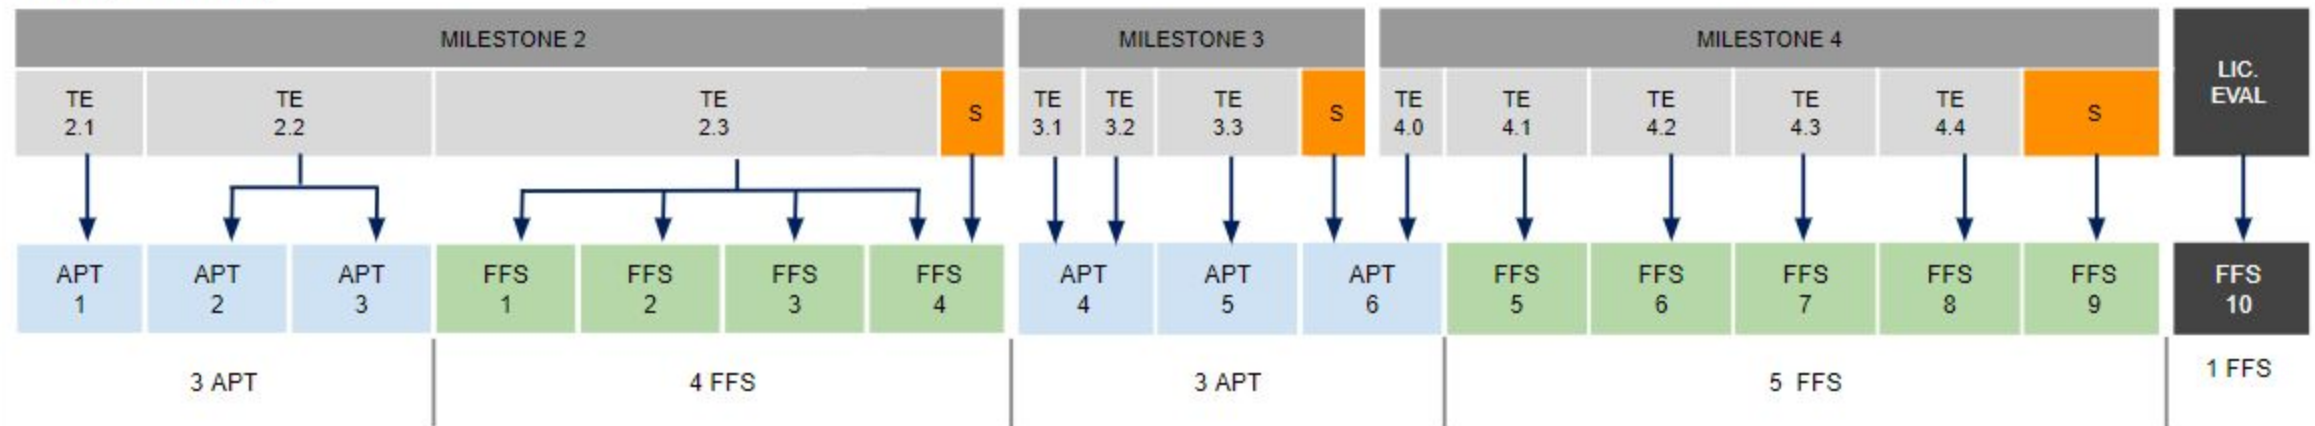 MILESTONE 2
MILESTONE 3
MILESTONE 4
LIC.
EVAL
TE
2.1
TE
2.2
TE
2.3
S
TE
3.1
TE
3.2
TE
3.3
S
TE
4.0
TE
4.1
TE
4.2
TE
4.3
TE
4.4
S
APT
1
APT
2
APT
3
FFS
1
FFS
2
FFS
3
FFS
4
APT
4
APT
5
APT
6
FFS
5
FFS
6
FFS
7
FFS
8
FFS
9
FFS
10
3 APT
4 FFS
3 APT
5 FFS
1 FFS